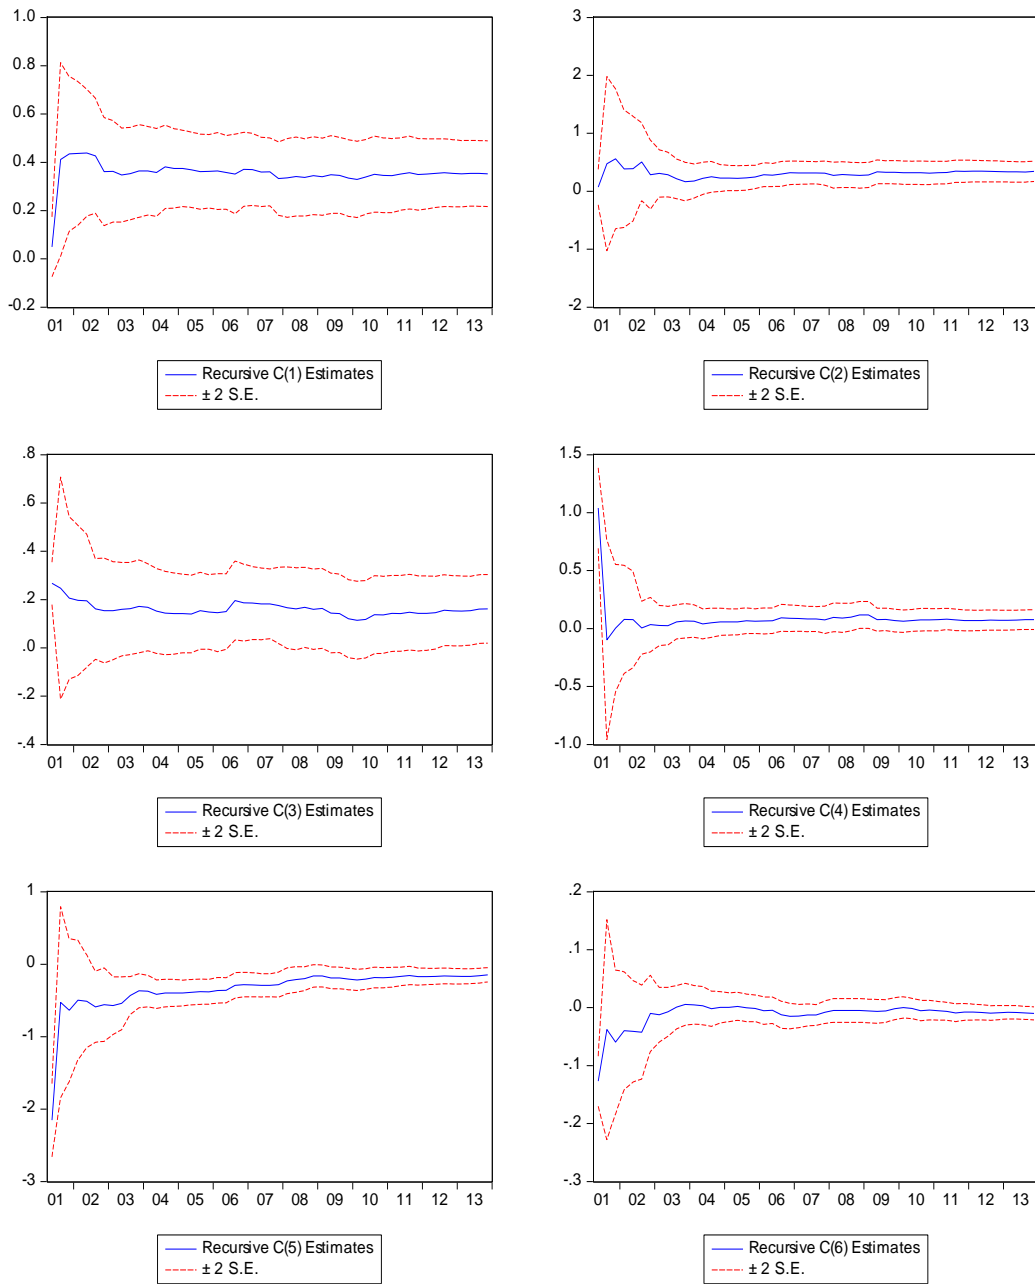 1.0
0.8
0.6
0.4
0.2
0.0
-0.2
01 02 03 04 05 06 07 08 09 10 11 12 13
Recursive C(1) Estimates
± 2 S.E.
3
2
1
0
-1
-2
01 02 03 04 05 06 07 08 09 10 11 12 13
Recursive C(2) Estimates
± 2 S.E.
.8
.6
.4
.2
.0
-.2
-.4
01 02 03 04 05 06 07 08 09 10 11 12 13
Recursive C(3) Estimates
± 2 S.E.
1.5
1.0
0.5
0.0
-0.5
-1.0
01 02 03 04 05 06 07 08 09 10 11 12 13
Recursive C(4) Estimates
± 2 S.E.
1
0
-1
-2
-3
01 02 03 04 05 06 07 08 09 10 11 12 13
Recursive C(5) Estimates
± 2 S.E.
.2
.1
.0
-.1
-.2
-.3
01 02 03 04 05 06 07 08 09 10 11 12 13
Recursive C(6) Estimates
± 2 S.E.